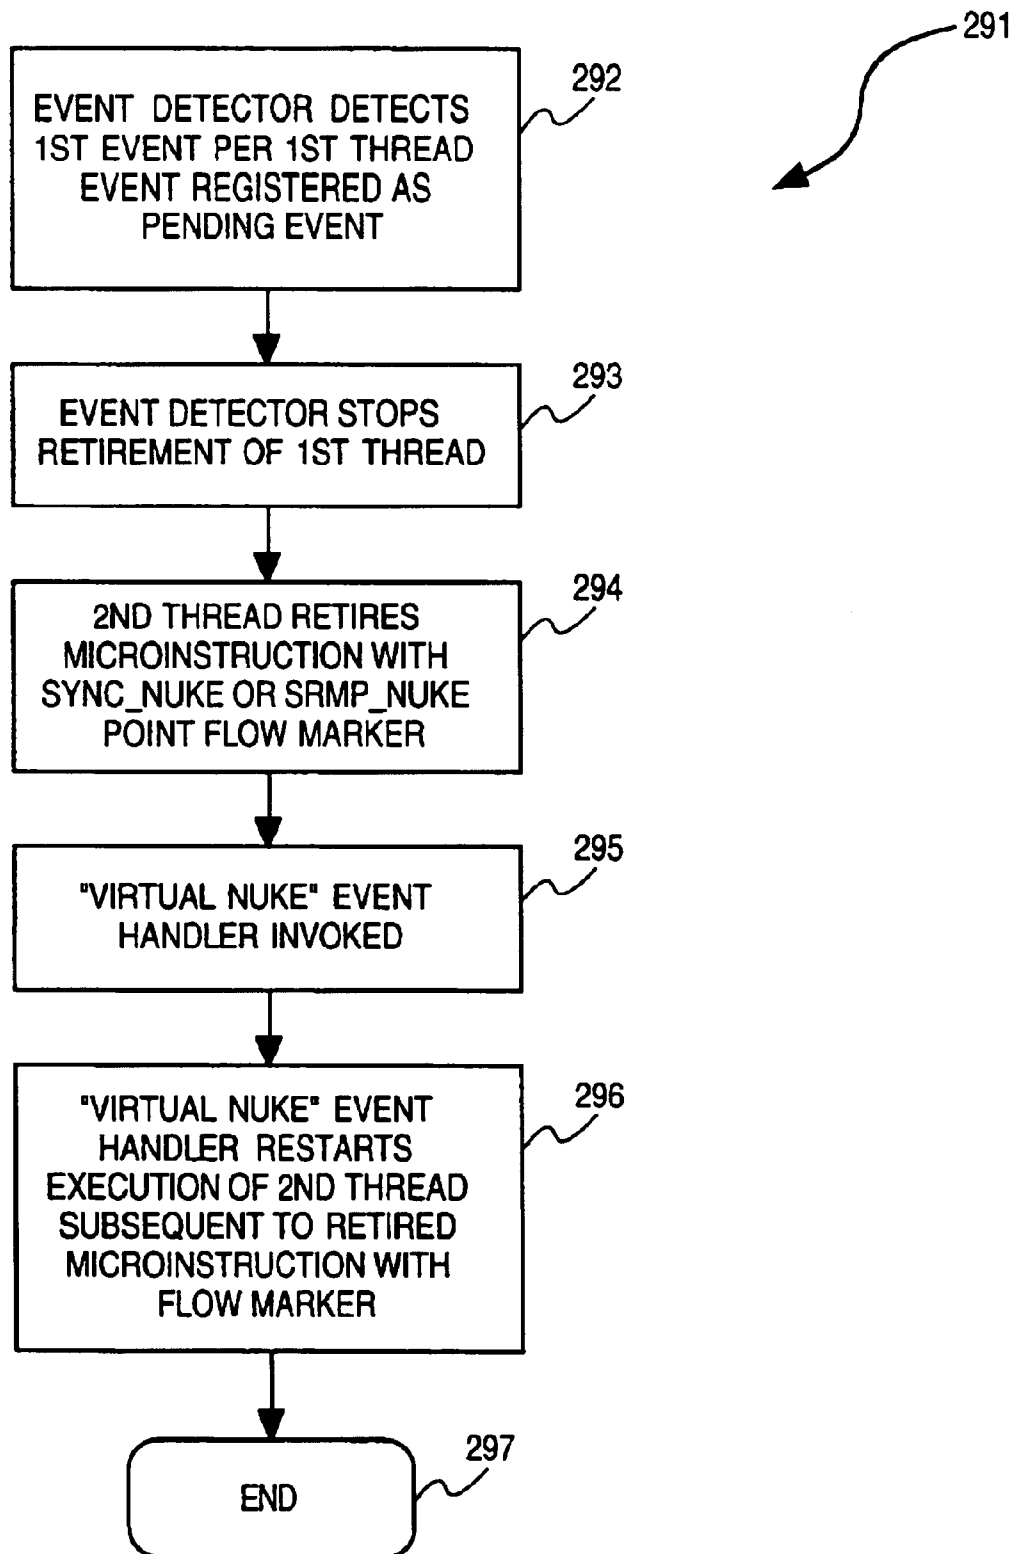 291
292
EVENT DETECTOR DETECTS
1ST EVENT PER 1ST THREAD
EVENT REGISTERED AS
PENDING EVENT
293
EVENT DETECTOR STOPS
RETIREMENT OF 1ST THREAD
294
2ND THREAD RETIRES
MICROINSTRUCTION WITH
SYNC_NUKE OR SRMP_NUKE
POINT FLOW MARKER
295
"VIRTUAL NUKE" EVENT
HANDLER INVOKED
296
"VIRTUAL NUKE" EVENT
HANDLER RESTARTS
EXECUTION OF 2ND THREAD
SUBSEQUENT TO RETIRED
MICROINSTRUCTION WITH
FLOW MARKER
297
END